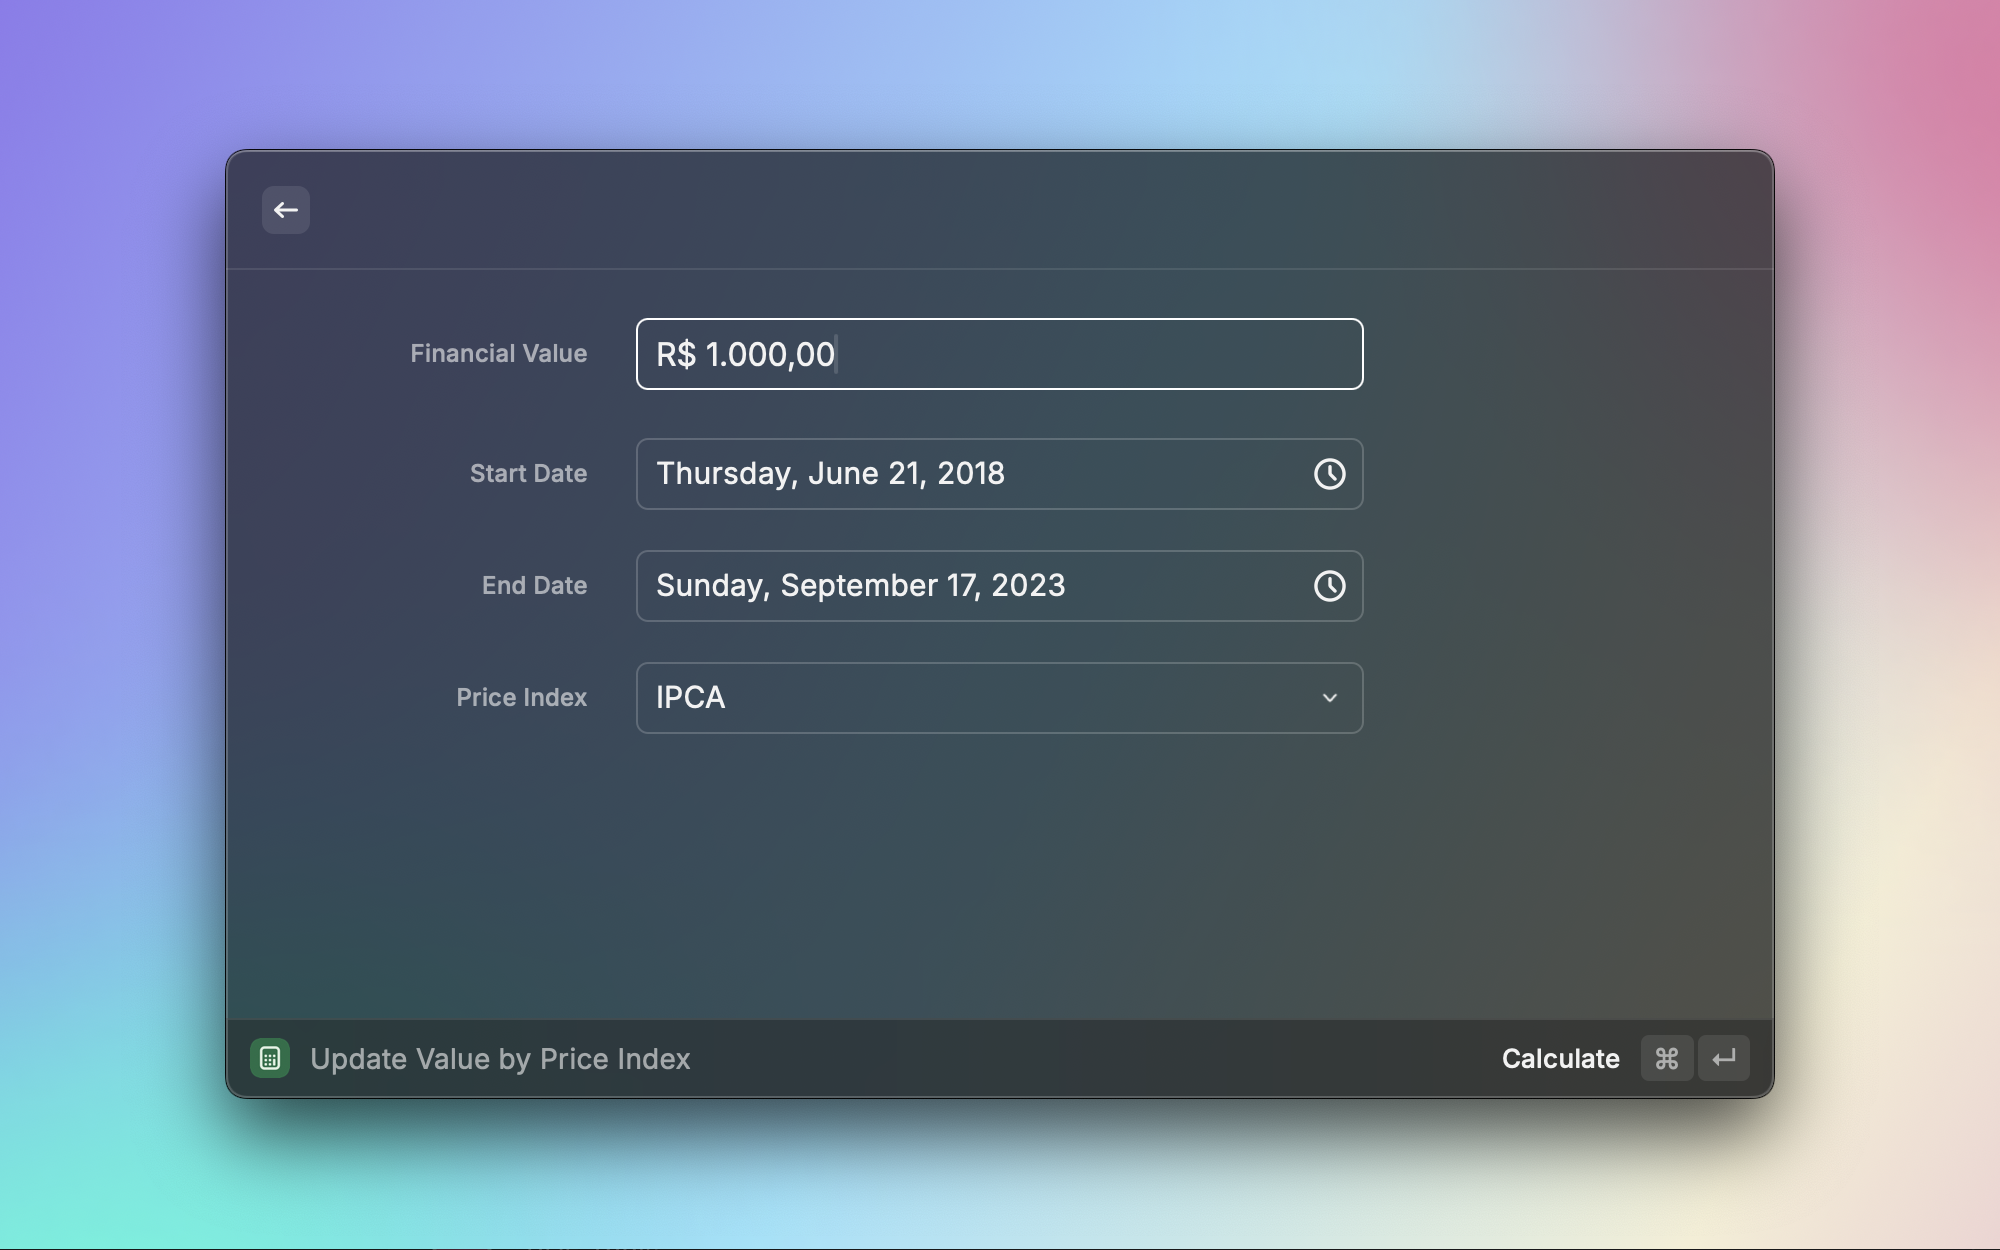 Financial Value
R$ 1.000,00
Start Date
Thursday, June 21, 2018
End Date
Sunday, September 17, 2023
Price Index
IPCA
Update Value by Price Index
Calculate ⌘ ↵